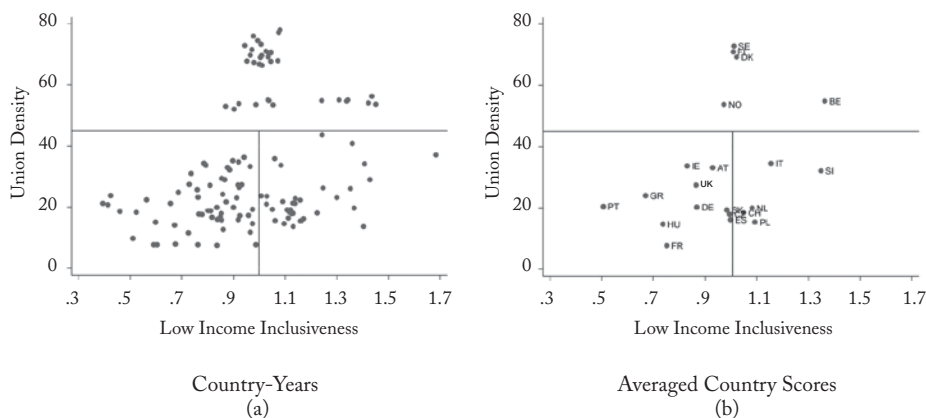 80
60
40
20
0
Union Density
.3 .5 .7 .9 1.1 1.3 1.5 1.7
Low Income Inclusiveness
Country-Years
(a)
80
60
40
20
0
Union Density
SE
DK
NO
BE
IE
AT
IT
SI
UK
GR
PT
DE
NL
CH
ES
PL
HU
FR
.3 .5 .7 .9 1.1 1.3 1.5 1.7
Low Income Inclusiveness
Averaged Country Scores
(b)